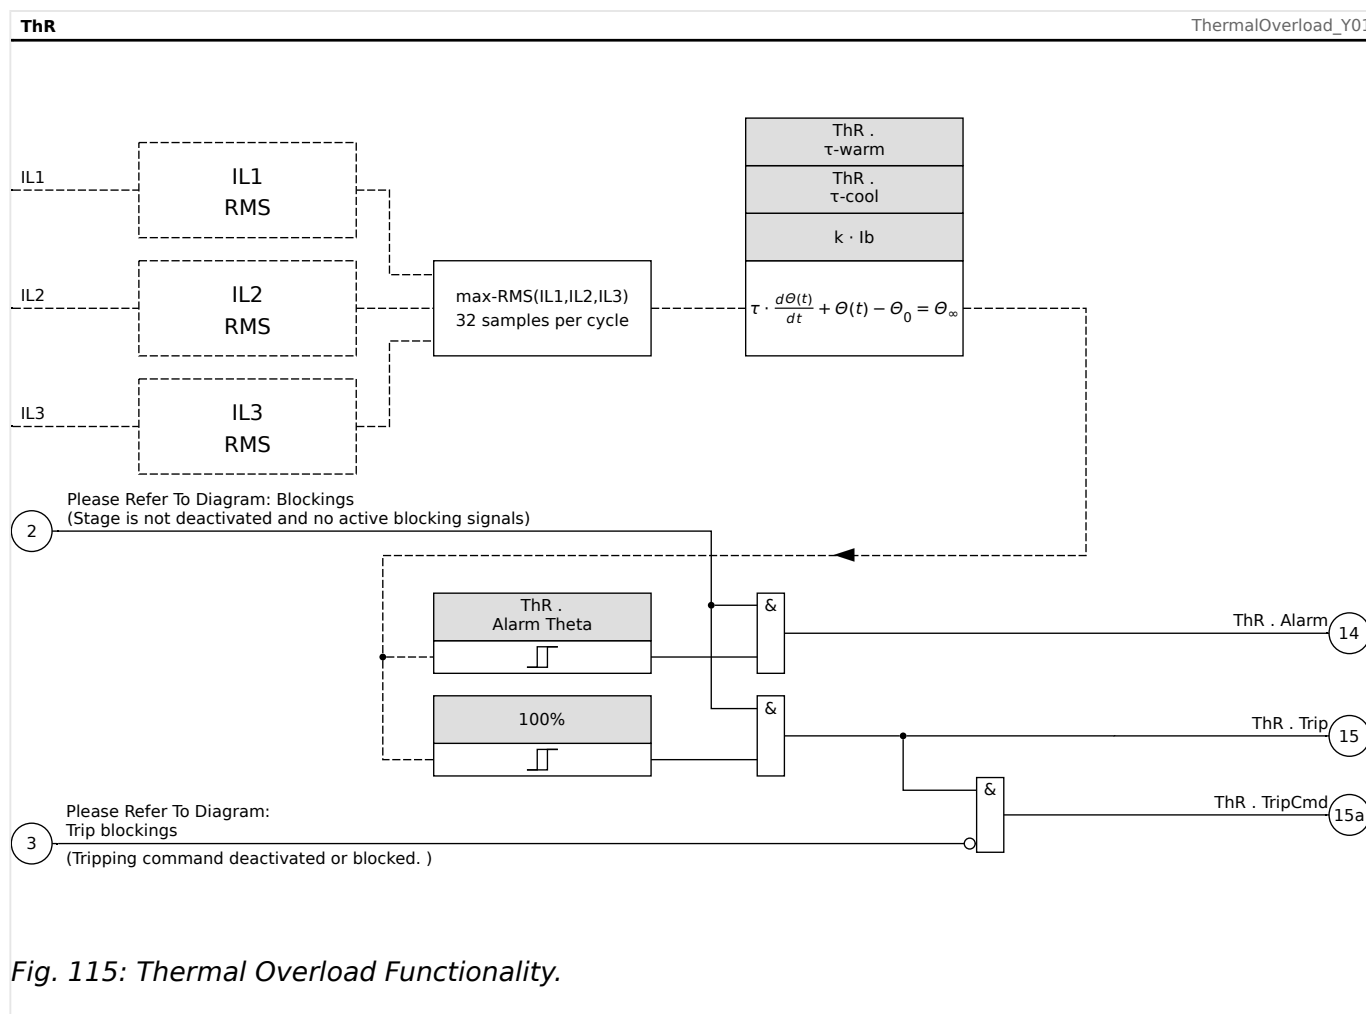 ThR
ThermalOverload_Y01
IL1
IL1
RMS
IL2
IL2
RMS
IL3
IL3
RMS
max-RMS(IL1,IL2,IL3)
32 samples per cycle
ThR .
τ-warm
ThR .
τ-cool
k · Ib
τ · dΘ(t)/dt + Θ(t) − Θ₀ = Θ∞
Please Refer To Diagram: Blockings
2
(Stage is not deactivated and no active blocking signals)
ThR .
Alarm Theta
&
ThR . Alarm
14
100%
&
ThR . Trip
15
&
ThR . TripCmd
15a
Please Refer To Diagram:
Trip blockings
3
(Tripping command deactivated or blocked. )
Fig. 115: Thermal Overload Functionality.